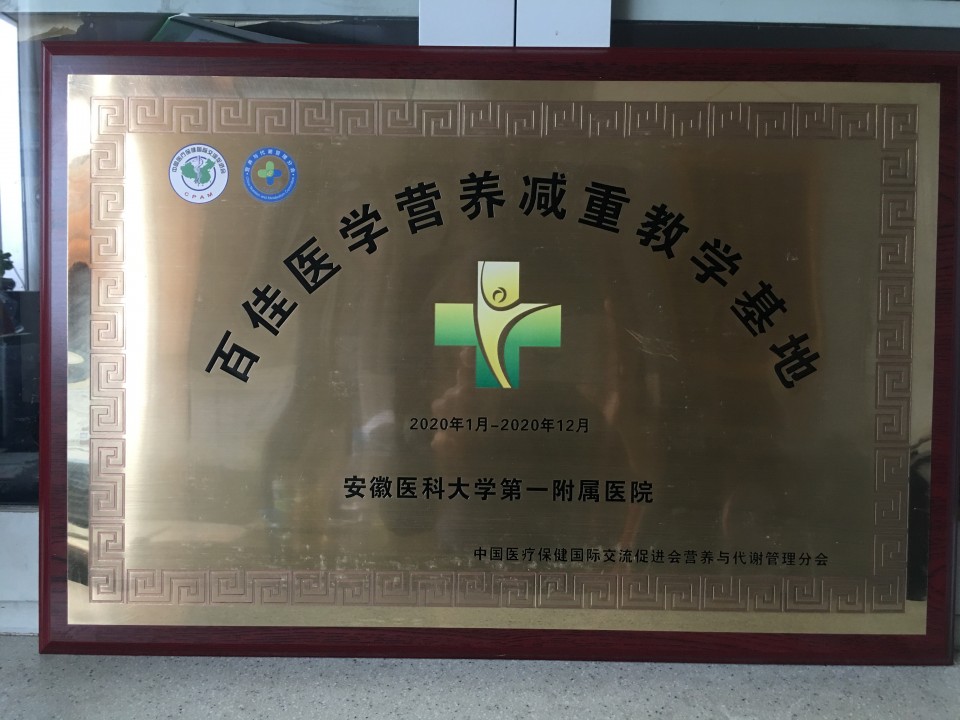 C.P.A.M
百佳医学营养减重教学基地
2020年1月-2020年12月
安徽医科大学第一附属医院
中国医疗保健国际交流促进会营养与代谢管理分会